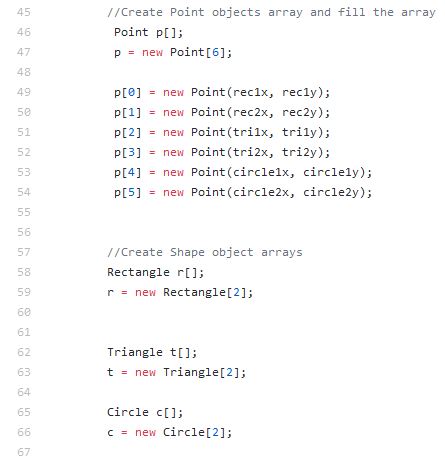 45 //Create Point objects array and fill the array
46 Point p[];
47 p = new Point[6];
48
49 p[0] = new Point(rec1x, rec1y);
50 p[1] = new Point(rec2x, rec2y);
51 p[2] = new Point(tri1x, tri1y);
52 p[3] = new Point(tri2x, tri2y);
53 p[4] = new Point(circle1x, circle1y);
54 p[5] = new Point(circle2x, circle2y);
55
56
57 //Create Shape object arrays
58 Rectangle r[];
59 r = new Rectangle[2];
60
61
62 Triangle t[];
63 t = new Triangle[2];
64
65 Circle c[];
66 c = new Circle[2];
67